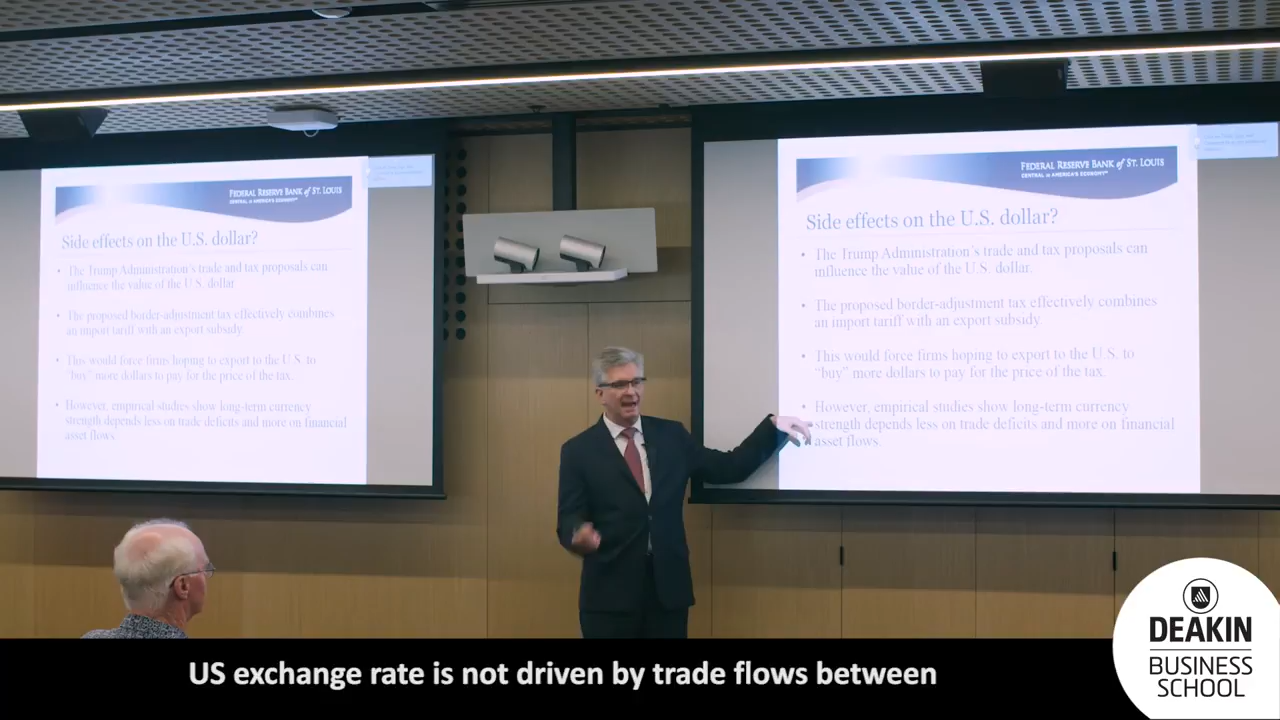 FEDERAL RESERVE BANK of ST. LOUIS
CENTRAL to AMERICA'S ECONOMY™
Side effects on the U.S. dollar?
• The Trump Administration's trade and tax proposals can
influence the value of the U.S. dollar
• The proposed border-adjustment tax effectively combines
an import tariff with an export subsidy.
• This would force firms hoping to export to the U.S. to
"buy" more dollars to pay for the price of the tax.
• However, empirical studies show long-term currency
strength depends less on trade deficits and more on financial
asset flows.
FEDERAL RESERVE BANK of ST. LOUIS
CENTRAL to AMERICA'S ECONOMY™
Side effects on the U.S. dollar?
• The Trump Administration's trade and tax proposals can
influence the value of the U.S. dollar.
• The proposed border-adjustment tax effectively combines
an import tariff with an export subsidy.
• This would force firms hoping to export to the U.S. to
"buy" more dollars to pay for the price of the tax.
• However, empirical studies show long-term currency
strength depends less on trade deficits and more on financial
asset flows.
US exchange rate is not driven by trade flows between
DEAKIN
BUSINESS
SCHOOL